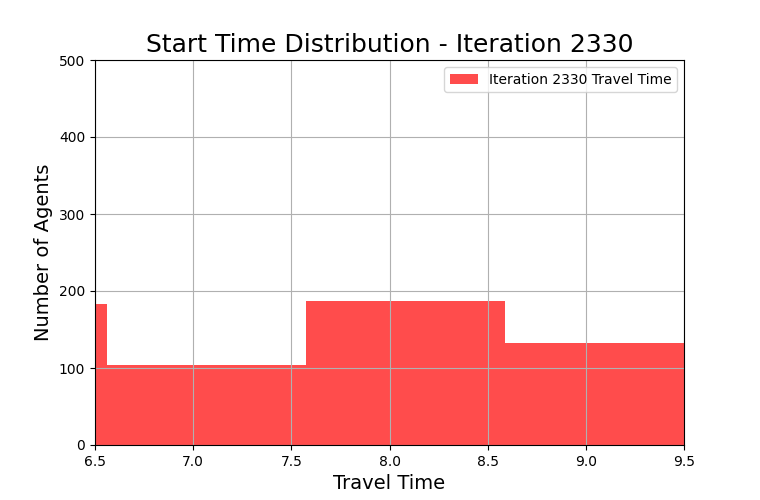 Start Time Distribution - Iteration 2330
Iteration 2330 Travel Time
Number of Agents
500
400
300
200
100
0
6.5 7.0 7.5 8.0 8.5 9.0 9.5
Travel Time